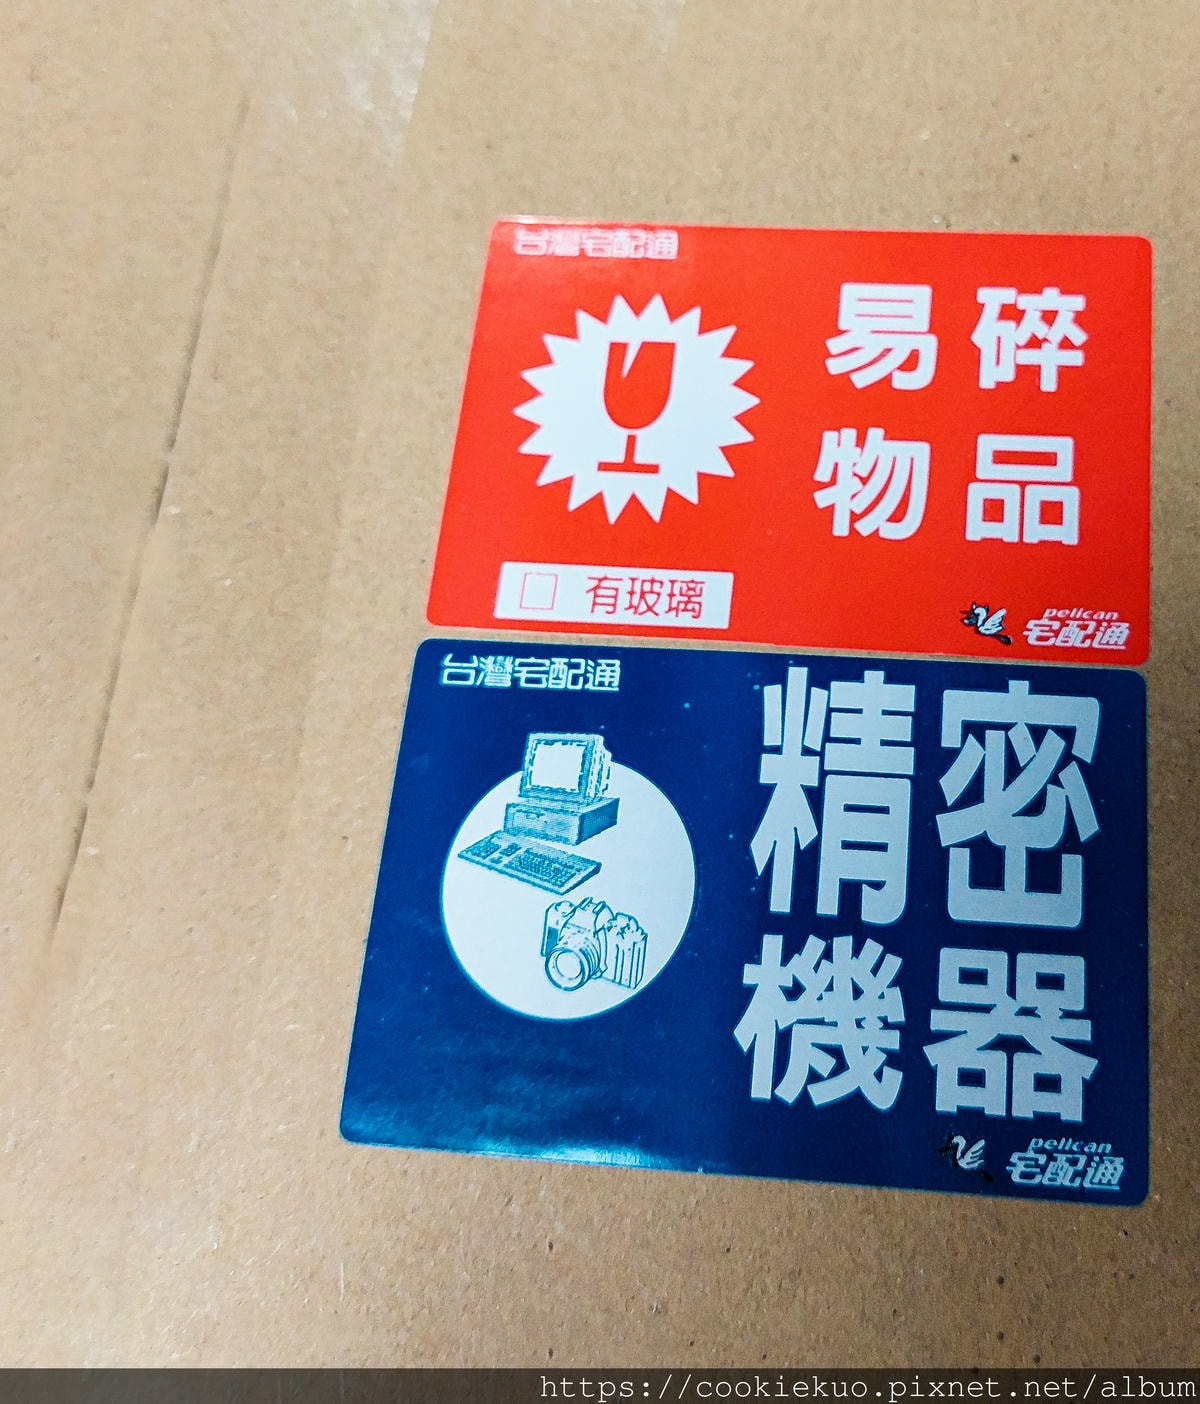 台灣宅配通
易碎
物品
有玻璃
pelican
宅配通
台灣宅配通
精密
機器
pelican
宅配通
https://cookiekuo.pixnet.net/album